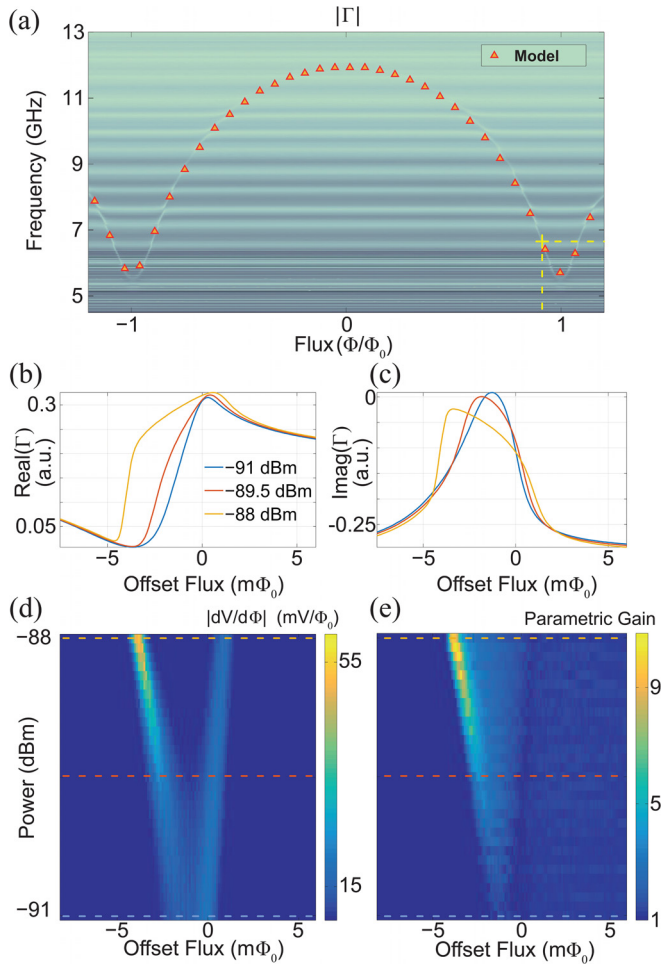 (a)
|Γ|
13
11
9
7
5
Frequency (GHz)
Model
−1
0
1
Flux (Φ/Φ0)
(b)
0.3
0.05
Real(Γ)
(a.u.)
−91 dBm
−89.5 dBm
−88 dBm
−5
0
5
Offset Flux (mΦ0)
(c)
0
−0.25
Imag(Γ)
(a.u.)
−5
0
5
Offset Flux (mΦ0)
(d)
|dV/dΦ| (mV/Φ0)
−88
−91
Power (dBm)
55
15
−5
0
5
Offset Flux (mΦ0)
(e)
Parametric Gain
9
5
1
−5
0
5
Offset Flux (mΦ0)